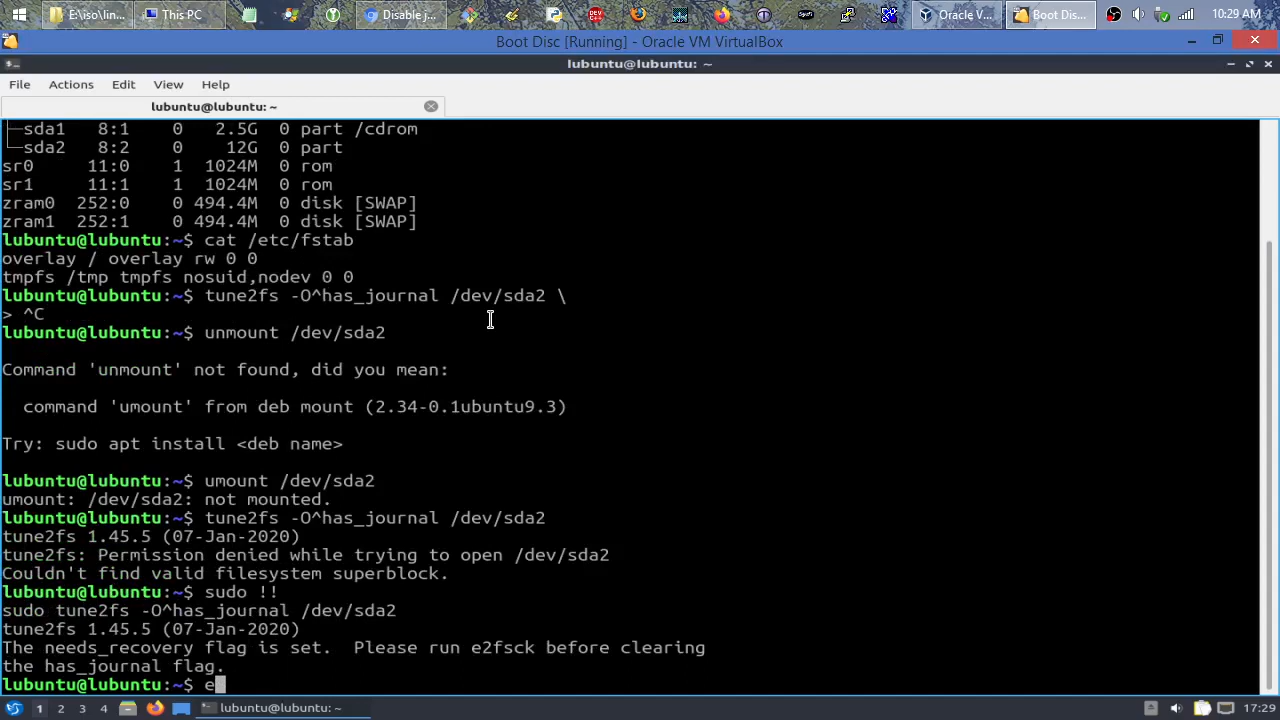 E:\iso\lin...
This PC
Disable j...
Oracle V...
Boot Disc...
10:29 AM
Boot Disc [Running] - Oracle VM VirtualBox
lubuntu@lubuntu: ~
File Actions Edit View Help
lubuntu@lubuntu: ~
├─sda1 8:1 0 2.5G 0 part /cdrom
└─sda2 8:2 0 12G 0 part
sr0 11:0 1 1024M 0 rom
sr1 11:1 1 1024M 0 rom
zram0 252:0 0 494.4M 0 disk [SWAP]
zram1 252:1 0 494.4M 0 disk [SWAP]
lubuntu@lubuntu:~$ cat /etc/fstab
overlay / overlay rw 0 0
tmpfs /tmp tmpfs nosuid,nodev 0 0
lubuntu@lubuntu:~$ tune2fs -O^has_journal /dev/sda2 \
> ^C
lubuntu@lubuntu:~$ unmount /dev/sda2
Command 'unmount' not found, did you mean:
command 'umount' from deb mount (2.34-0.1ubuntu9.3)
Try: sudo apt install <deb name>
lubuntu@lubuntu:~$ umount /dev/sda2
umount: /dev/sda2: not mounted.
lubuntu@lubuntu:~$ tune2fs -O^has_journal /dev/sda2
tune2fs 1.45.5 (07-Jan-2020)
tune2fs: Permission denied while trying to open /dev/sda2
Couldn't find valid filesystem superblock.
lubuntu@lubuntu:~$ sudo !!
sudo tune2fs -O^has_journal /dev/sda2
tune2fs 1.45.5 (07-Jan-2020)
The needs_recovery flag is set.  Please run e2fsck before clearing
the has_journal flag.
lubuntu@lubuntu:~$ e
1 2 3 4
lubuntu@lubuntu: ~
17:29